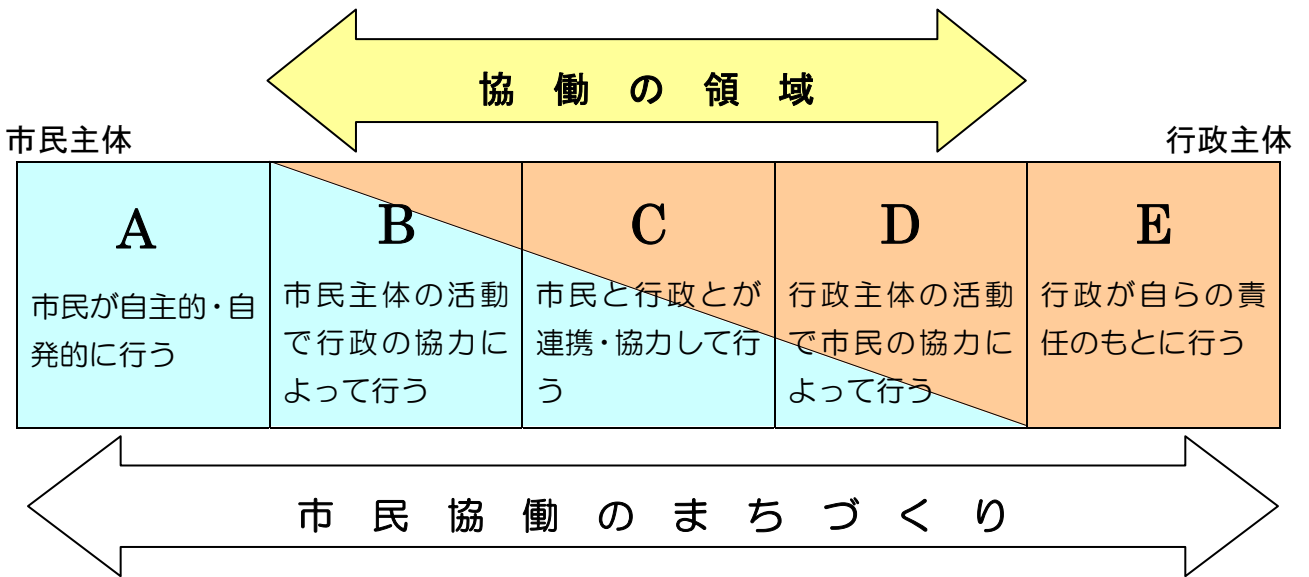 協働の領域
市民主体
行政主体
A
市民が自主的・自
発的に行う
B
市民主体の活動
で行政の協力に
よって行う
C
市民と行政とが
連携・協力して行
う
D
行政主体の活動
で市民の協力に
よって行う
E
行政が自らの責
任のもとに行う
市民協働のまちづくり